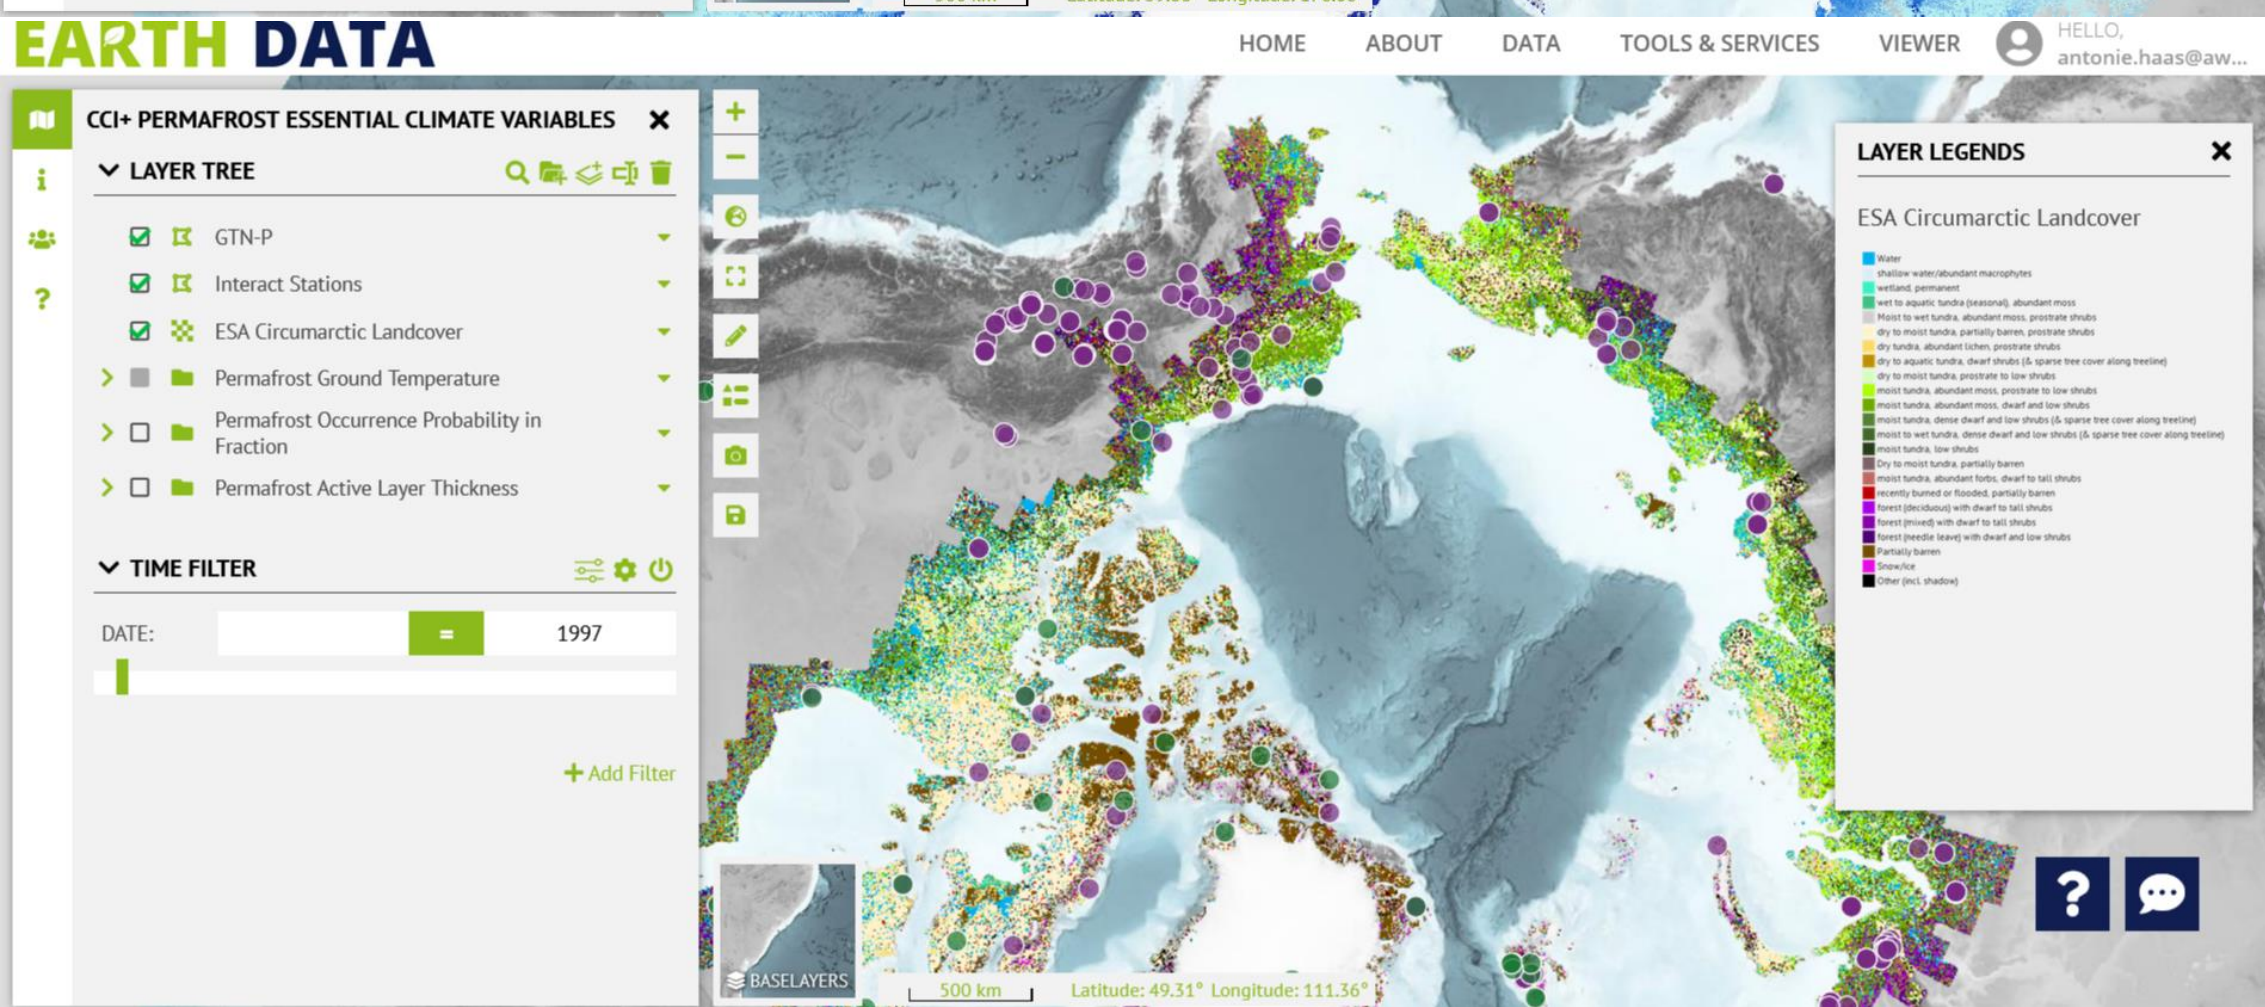 EARTH DATA
HOME ABOUT DATA TOOLS & SERVICES VIEWER
HELLO,
antonie.haas@aw...
CCI+ PERMAFROST ESSENTIAL CLIMATE VARIABLES
LAYER TREE
GTN-P
Interact Stations
ESA Circumarctic Landcover
Permafrost Ground Temperature
Permafrost Occurrence Probability in
Fraction
Permafrost Active Layer Thickness
TIME FILTER
DATE: = 1997
+ Add Filter
BASELAYERS
500 km
Latitude: 49.31° Longitude: 111.36°
LAYER LEGENDS
ESA Circumarctic Landcover
Water
shallow water/abundant macrophytes
wetland, permanent
wet to aquatic tundra (seasonal), abundant moss
Moist to wet tundra, abundant moss, prostrate shrubs
dry to moist tundra, partially barren, prostrate shrubs
dry tundra, abundant lichen, prostrate shrubs
dry to aquatic tundra, dwarf shrubs (& sparse tree cover along treeline)
dry to moist tundra, prostrate to low shrubs
moist tundra, abundant moss, prostrate to low shrubs
moist tundra, abundant moss, dwarf and low shrubs
moist tundra, dense dwarf and low shrubs (& sparse tree cover along treeline)
moist to wet tundra, dense dwarf and low shrubs (& sparse tree cover along treeline)
moist tundra, low shrubs
Dry to moist tundra, partially barren
moist tundra, abundant forbs, dwarf to tall shrubs
recently burned or flooded, partially barren
forest (deciduous) with dwarf to tall shrubs
forest (mixed) with dwarf to tall shrubs
forest (needle leave) with dwarf and low shrubs
Partially barren
Snow/ice
Other (incl. shadow)